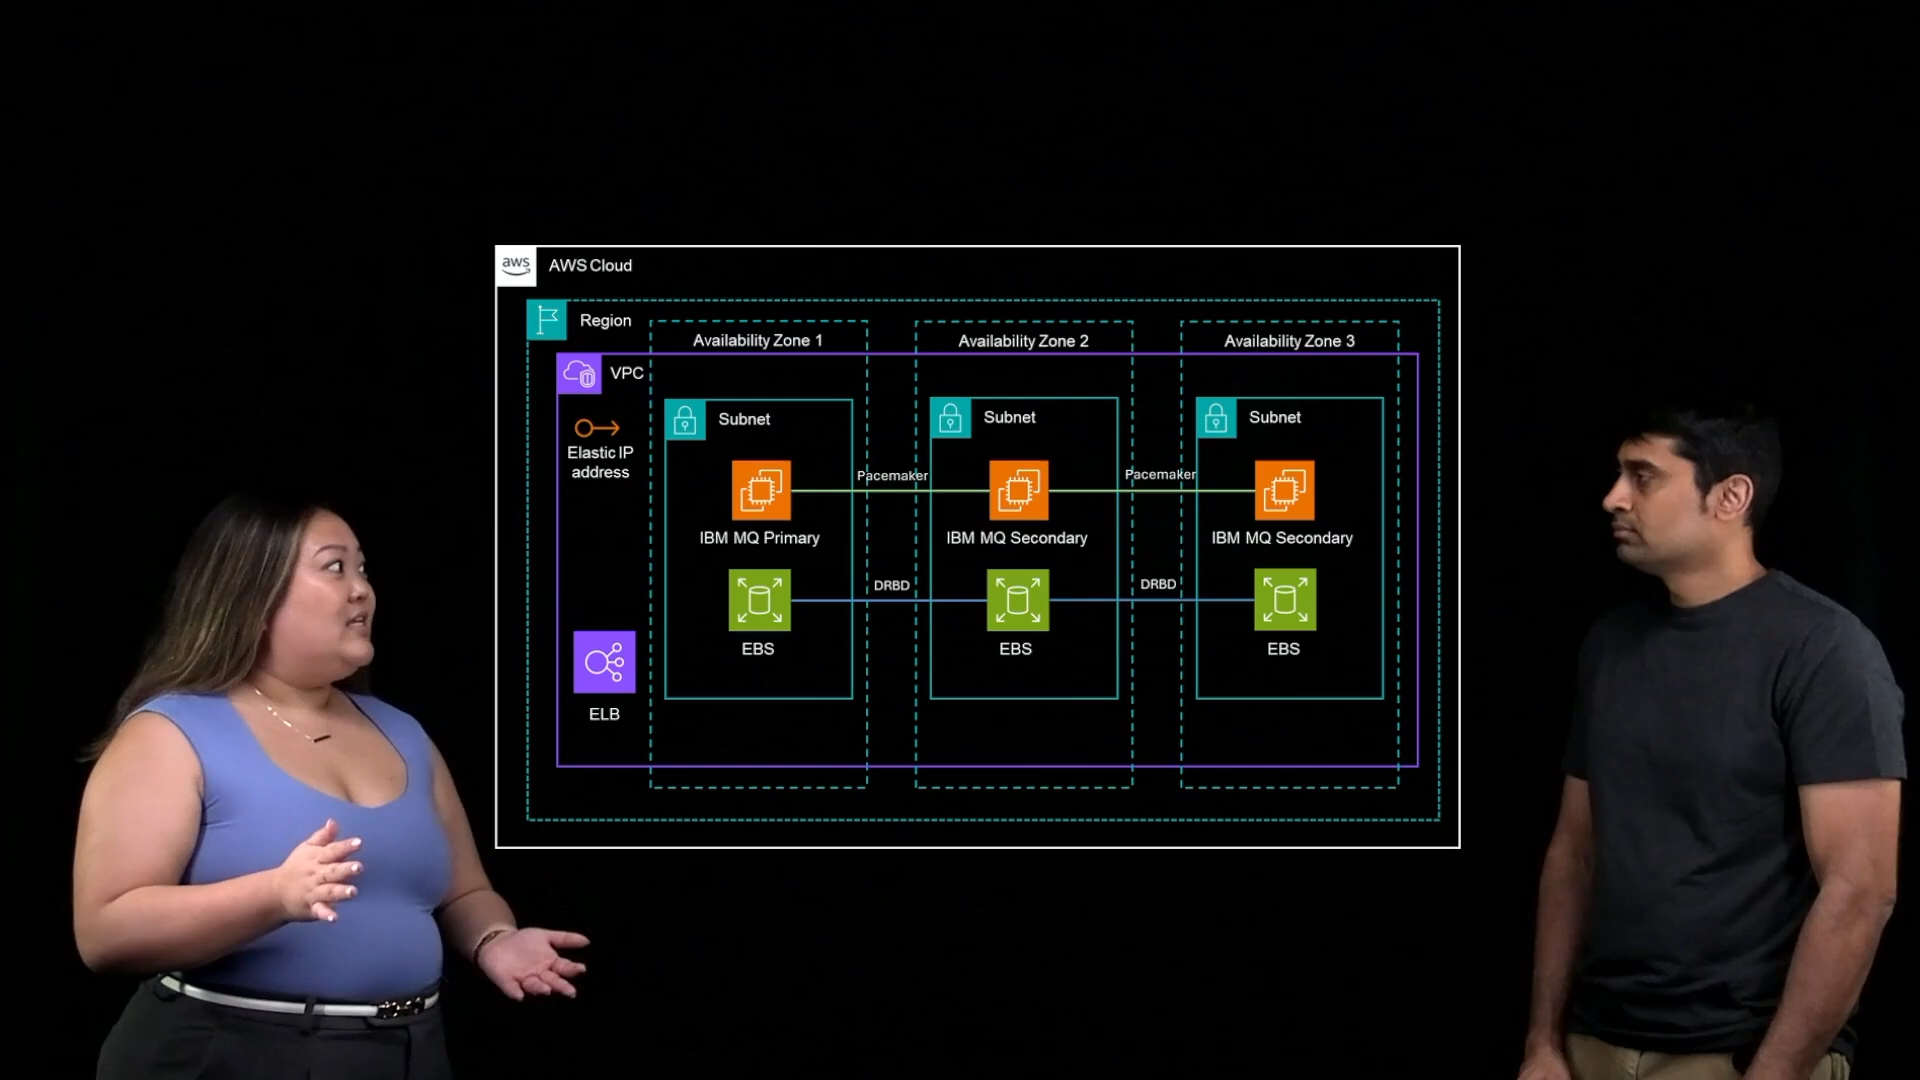 aws
AWS Cloud
Region
Availability Zone 1
Availability Zone 2
Availability Zone 3
VPC
Elastic IP
address
Subnet
Subnet
Subnet
Pacemaker
Pacemaker
IBM MQ Primary
IBM MQ Secondary
IBM MQ Secondary
DRBD
DRBD
EBS
EBS
EBS
ELB